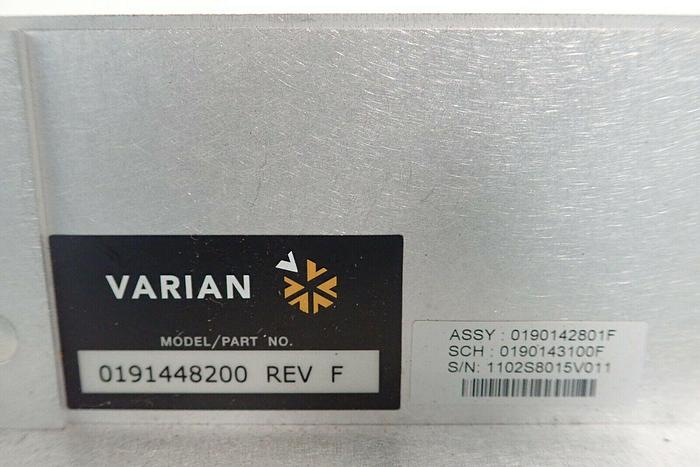 VARIAN
MODEL/PART NO.
0191448200 REV F
ASSY : 0190142801F
SCH : 0190143100F
S/N: 1102S8015V011